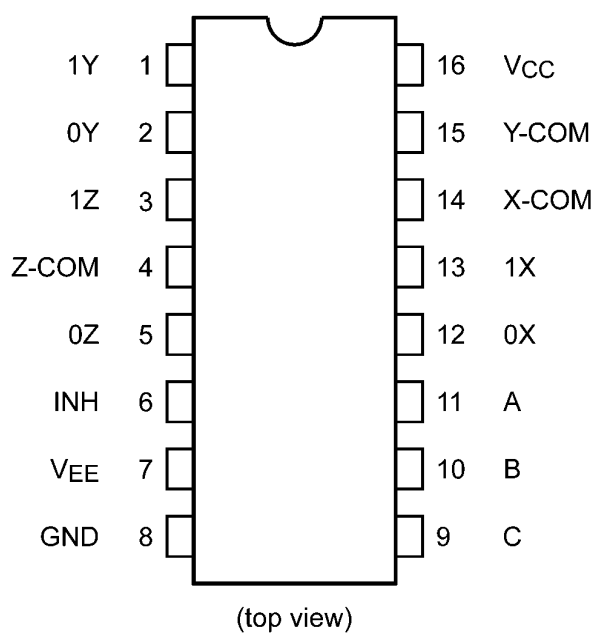 1Y 1 16 VCC
0Y 2 15 Y-COM
1Z 3 14 X-COM
Z-COM 4 13 1X
0Z 5 12 0X
INH 6 11 A
VEE 7 10 B
GND 8 9 C
(top view)